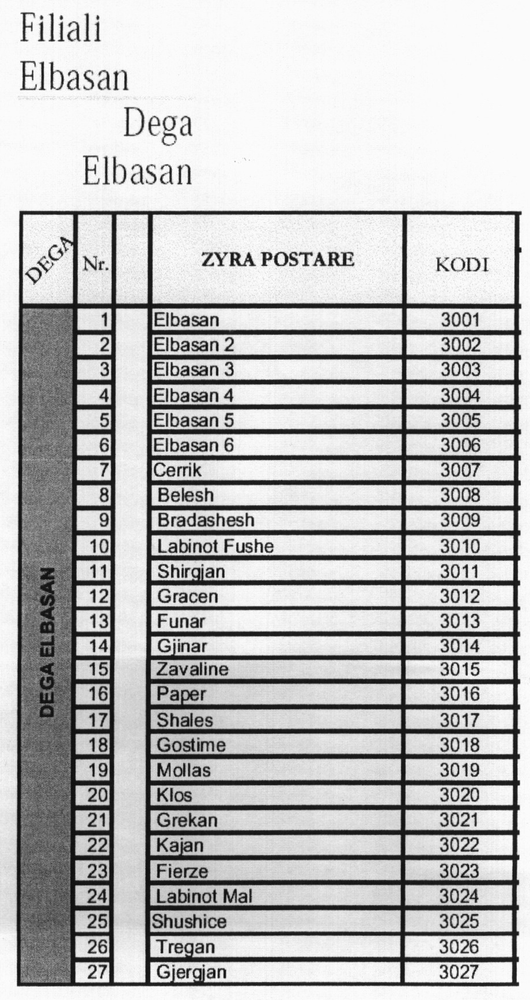 Filiali
Elbasan
Dega
Elbasan
DEGA Nr. ZYRA POSTARE KODI
DEGA ELBASAN
1 Elbasan 3001
2 Elbasan 2 3002
3 Elbasan 3 3003
4 Elbasan 4 3004
5 Elbasan 5 3005
6 Elbasan 6 3006
7 Cerrik 3007
8 Belesh 3008
9 Bradashesh 3009
10 Labinot Fushe 3010
11 Shirgjan 3011
12 Gracen 3012
13 Funar 3013
14 Gjinar 3014
15 Zavaline 3015
16 Paper 3016
17 Shales 3017
18 Gostime 3018
19 Mollas 3019
20 Klos 3020
21 Grekan 3021
22 Kajan 3022
23 Fierze 3023
24 Labinot Mal 3024
25 Shushice 3025
26 Tregan 3026
27 Gjergjan 3027